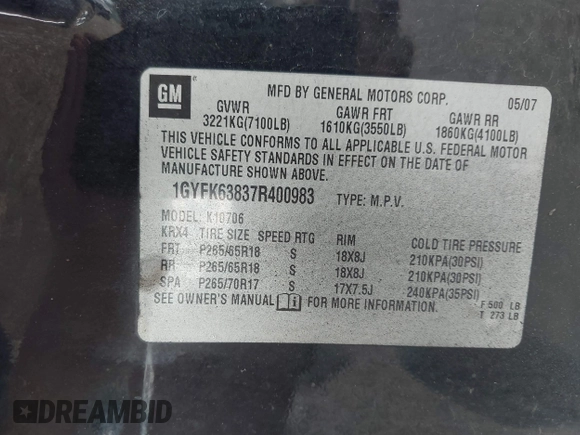 GM
MFD BY GENERAL MOTORS CORP. 05/07
GVWR GAWR FRT GAWR RR
3221KG(7100LB) 1610KG(3550LB) 1860KG(4100LB)
THIS VEHICLE CONFORMS TO ALL APPLICABLE U.S. FEDERAL MOTOR
VEHICLE SAFETY STANDARDS IN EFFECT ON THE DATE OF
MANUFACTURE SHOWN ABOVE.
1GYFK63837R400983 TYPE: M.P.V.
MODEL: K10706
KRX4 TIRE SIZE SPEED RTG RIM COLD TIRE PRESSURE
FRT P265/65R18 S 18X8J 210KPA(30PSI)
RR P265/65R18 S 18X8J 210KPA(30PSI)
SPA P265/70R17 S 17X7.5J 240KPA(35PSI)
SEE OWNER'S MANUAL FOR MORE INFORMATION. F 500 LB
T 273 LB
DREAMBID